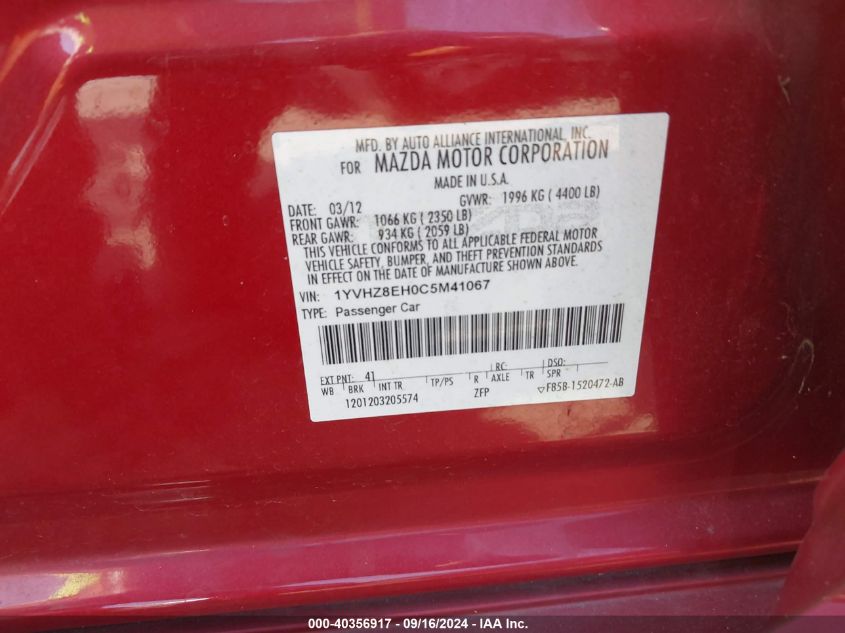 MFD. BY AUTO ALLIANCE INTERNATIONAL, INC.
FOR MAZDA MOTOR CORPORATION
MADE IN U.S.A.
DATE: 03/12 GVWR: 1996 KG ( 4400 LB)
FRONT GAWR: 1066 KG ( 2350 LB)
REAR GAWR: 934 KG ( 2059 LB)
THIS VEHICLE CONFORMS TO ALL APPLICABLE FEDERAL MOTOR
VEHICLE SAFETY, BUMPER, AND THEFT PREVENTION STANDARDS
IN EFFECT ON THE DATE OF MANUFACTURE SHOWN ABOVE.
VIN: 1YVHZ8EH0C5M41067
TYPE: Passenger Car
EXT PNT: 41 RC: DSO:
WB BRK INT TR TP/PS R AXLE TR SPR
1201203205574 ZFP ▽FB5B-1520472-AB
000-40356917 - 09/16/2024 - IAA Inc.